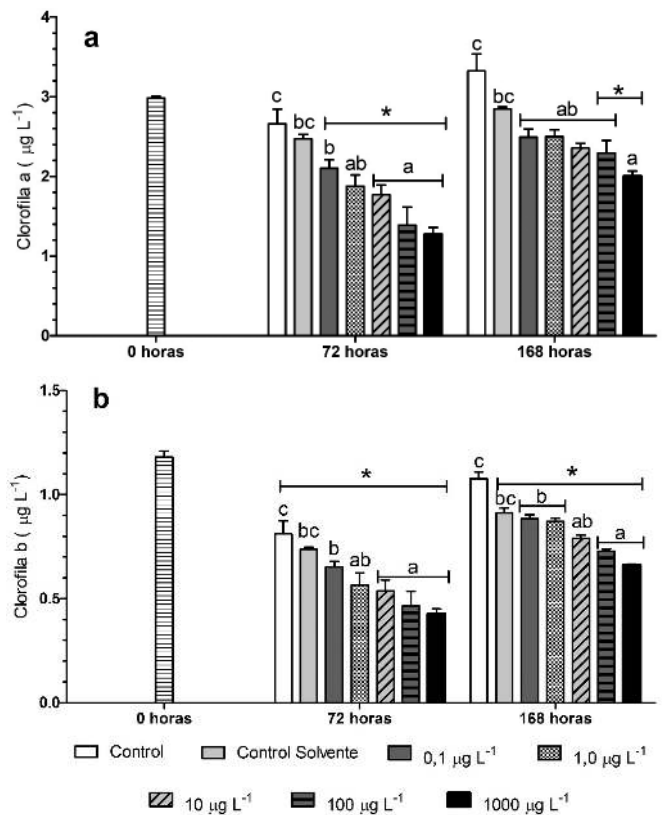 a
Clorofila a ( µg L⁻¹)
4
3
2
1
0
c
bc
b
ab
a
*
c
bc
ab
*
a
0 horas 72 horas 168 horas
b
Clorofila b ( µg L⁻¹)
1.5
1.0
0.5
0.0
*
c
bc
b
ab
a
*
c
bc
b
ab
a
0 horas 72 horas 168 horas
Control Control Solvente 0,1 µg L⁻¹ 1,0 µg L⁻¹
10 µg L⁻¹ 100 µg L⁻¹ 1000 µg L⁻¹